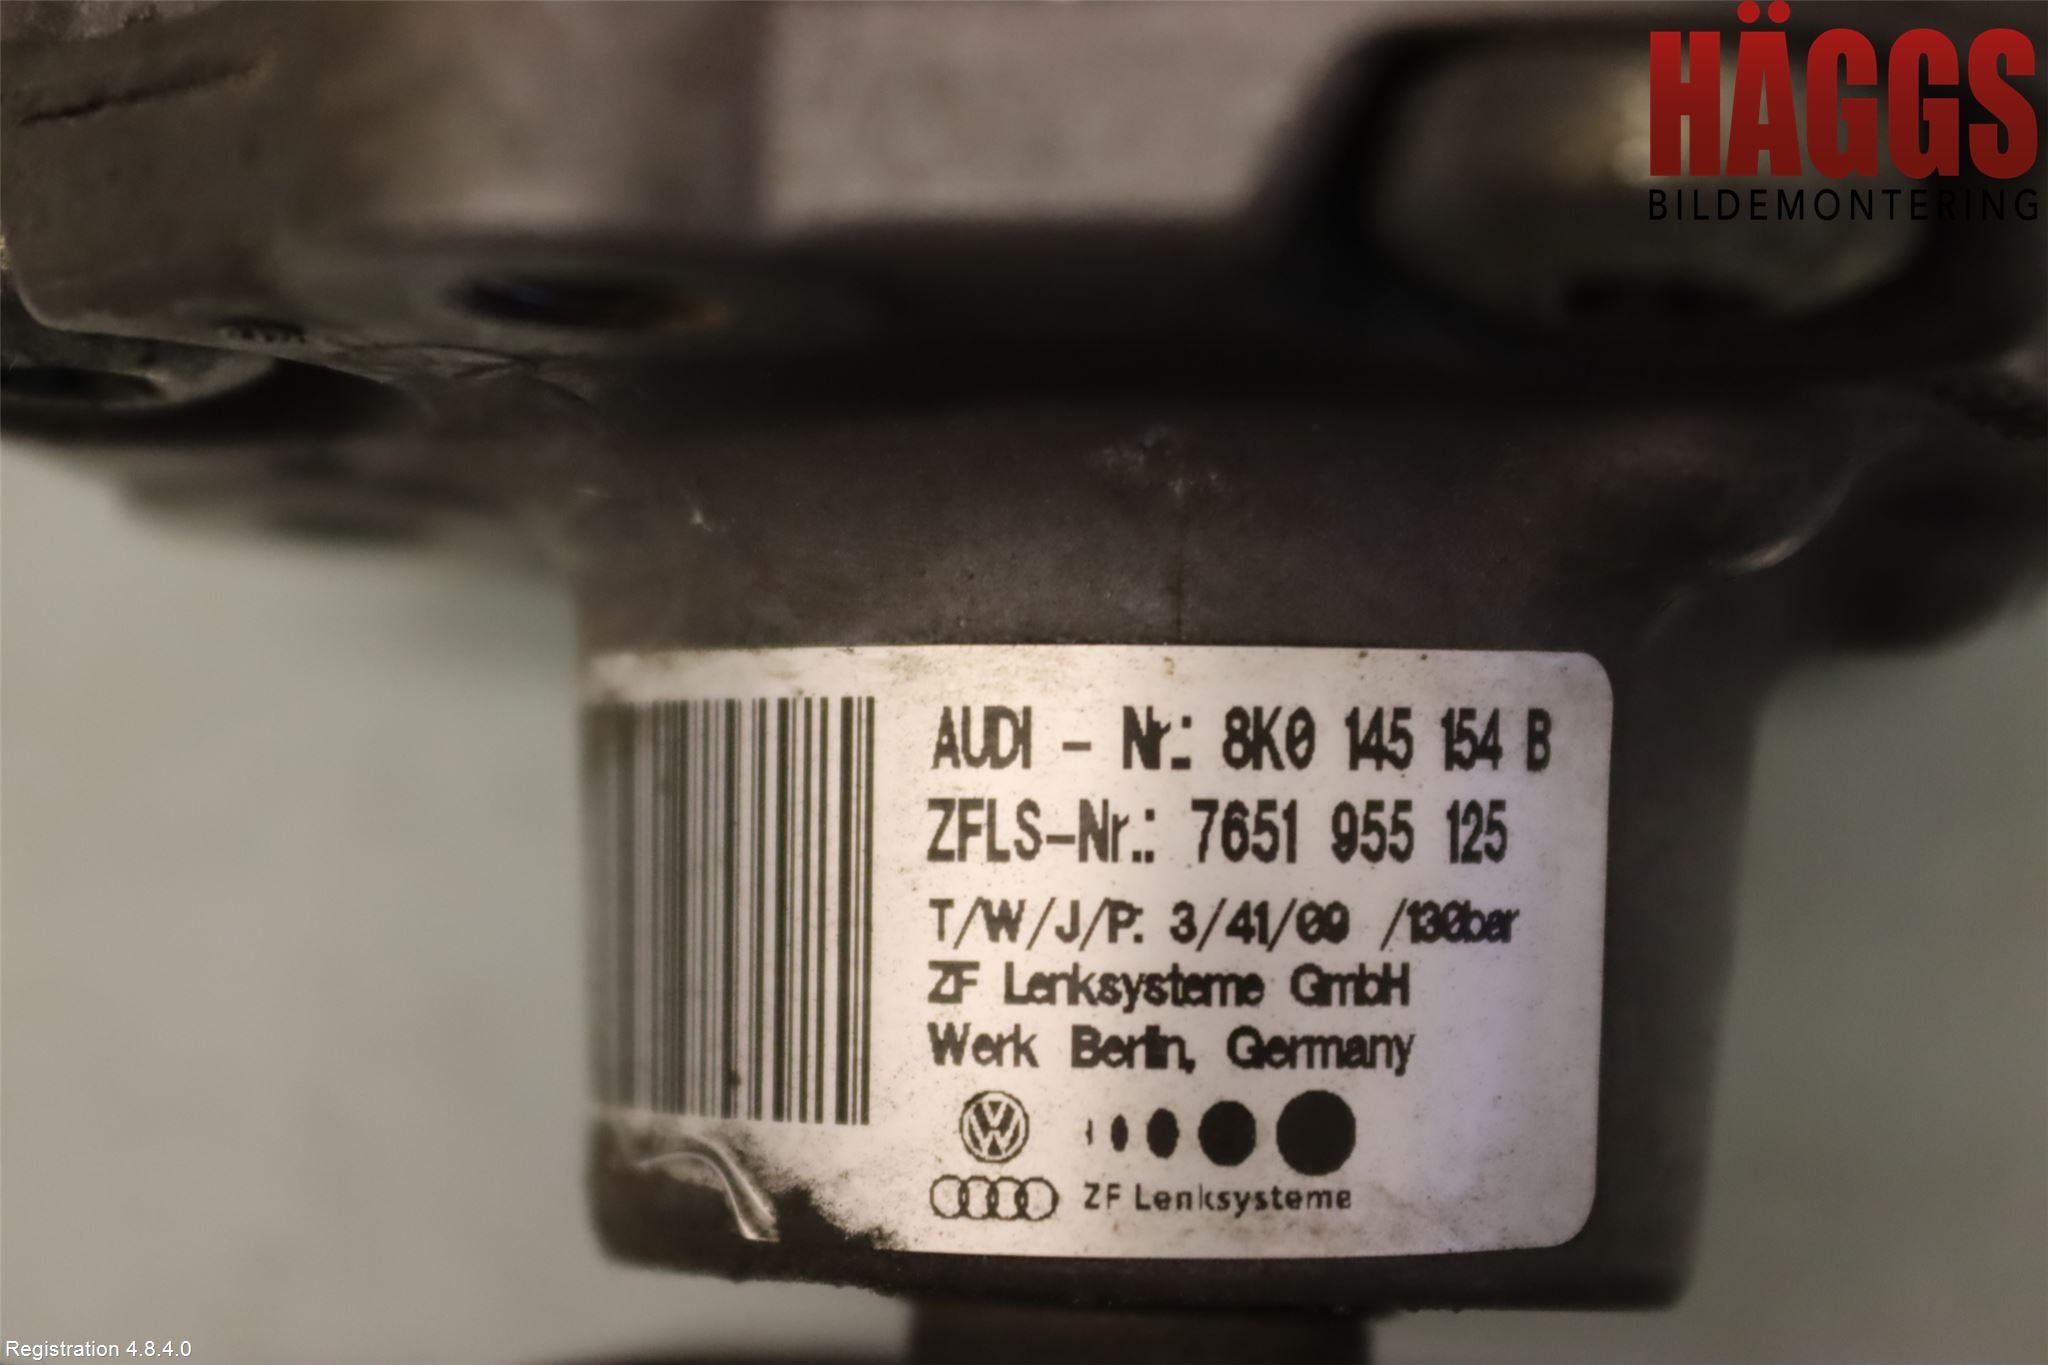 HÄGGS
BILDEMONTERING
AUDI - Nr.: 8K0 145 154 B
ZFLS-Nr.: 7651 955 125
T/W/J/P: 3/41/09 /130bar
ZF Lenksysteme GmbH
Werk Berlin, Germany
ZF Lenksysteme
Registration 4.8.4.0